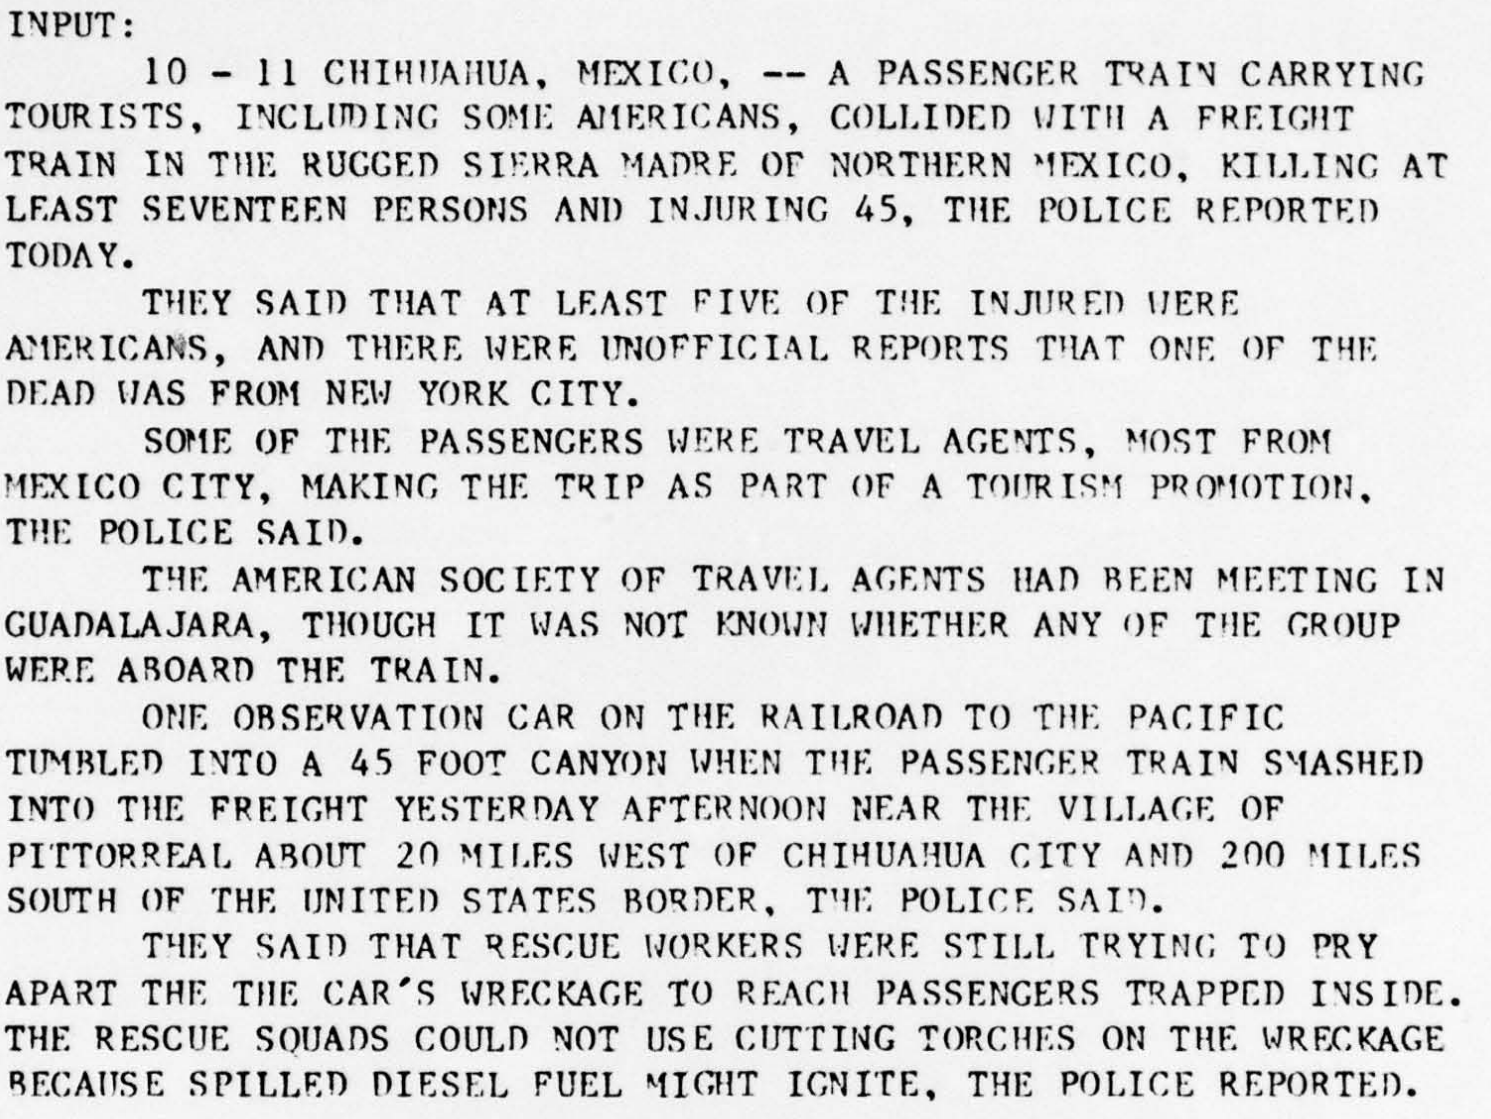 INPUT:
10 - 11 CHIHUAHUA, MEXICO, -- A PASSENGER TRAIN CARRYING
TOURISTS, INCLUDING SOME AMERICANS, COLLIDED WITH A FREIGHT
TRAIN IN THE RUGGED SIERRA MADRE OF NORTHERN MEXICO, KILLING AT
LEAST SEVENTEEN PERSONS AND INJURING 45, THE POLICE REPORTED
TODAY.
THEY SAID THAT AT LEAST FIVE OF THE INJURED WERE
AMERICANS, AND THERE WERE UNOFFICIAL REPORTS THAT ONE OF THE
DEAD WAS FROM NEW YORK CITY.
SOME OF THE PASSENGERS WERE TRAVEL AGENTS, MOST FROM
MEXICO CITY, MAKING THE TRIP AS PART OF A TOURISM PROMOTION,
THE POLICE SAID.
THE AMERICAN SOCIETY OF TRAVEL AGENTS HAD BEEN MEETING IN
GUADALAJARA, THOUGH IT WAS NOT KNOWN WHETHER ANY OF THE GROUP
WERE ABOARD THE TRAIN.
ONE OBSERVATION CAR ON THE RAILROAD TO THE PACIFIC
TUMBLED INTO A 45 FOOT CANYON WHEN THE PASSENGER TRAIN SMASHED
INTO THE FREIGHT YESTERDAY AFTERNOON NEAR THE VILLAGE OF
PITTORREAL ABOUT 20 MILES WEST OF CHIHUAHUA CITY AND 200 MILES
SOUTH OF THE UNITED STATES BORDER, THE POLICE SAID.
THEY SAID THAT RESCUE WORKERS WERE STILL TRYING TO PRY
APART THE THE CAR'S WRECKAGE TO REACH PASSENGERS TRAPPED INSIDE.
THE RESCUE SQUADS COULD NOT USE CUTTING TORCHES ON THE WRECKAGE
BECAUSE SPILLED DIESEL FUEL MIGHT IGNITE, THE POLICE REPORTED.